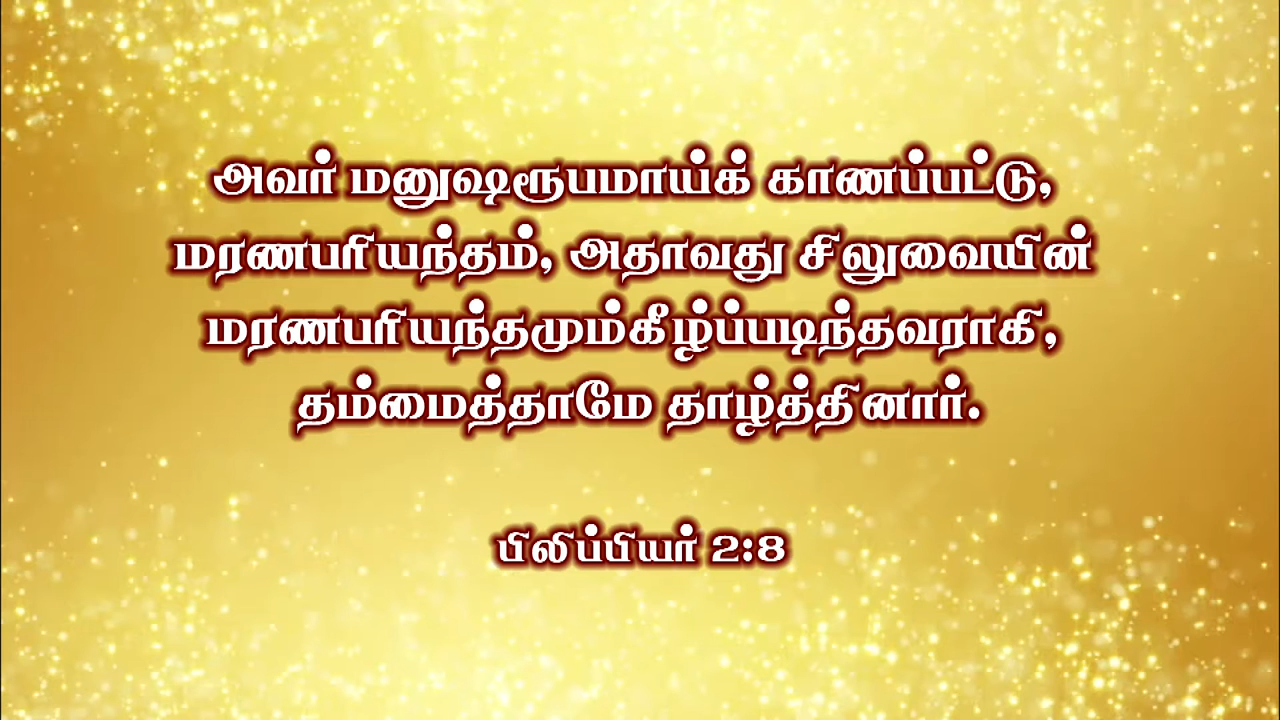 அவர் மனுஷரூபமாய்க் காணப்பட்டு,
மரணபரியந்தம், அதாவது சிலுவையின்
மரணபரியந்தமும்கீழ்ப்படிந்தவராகி,
தம்மைத்தாமே தாழ்த்தினார்.
பிலிப்பியர் 2:8